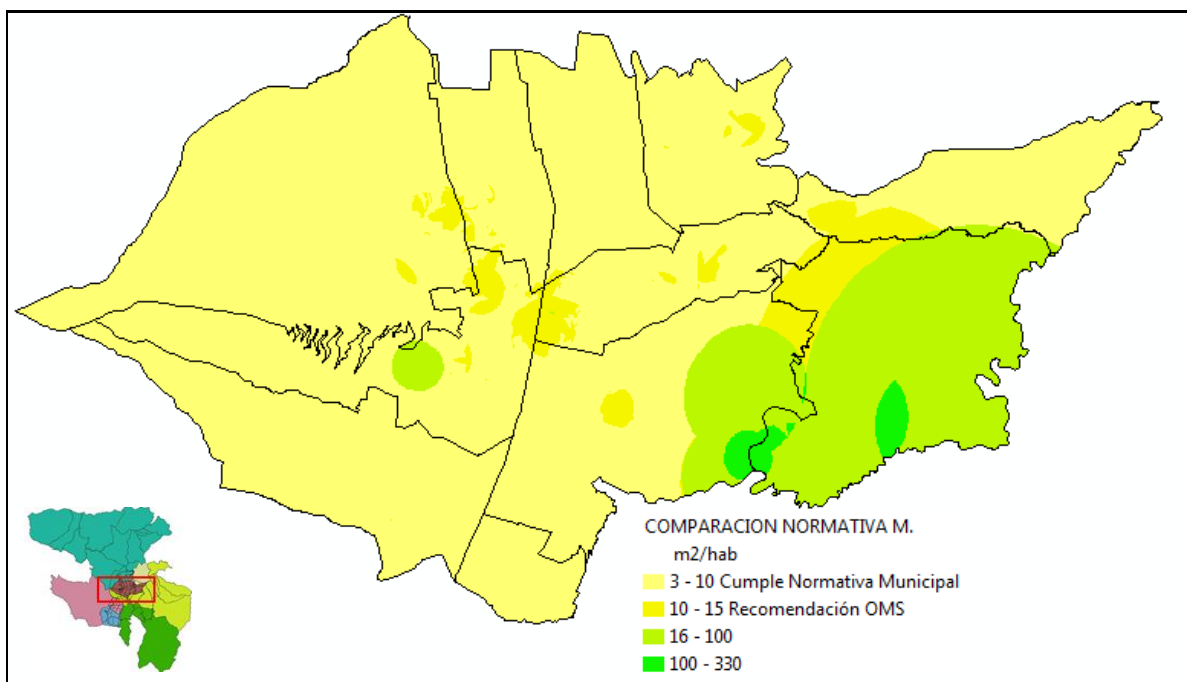 COMPARACION NORMATIVA M.
m2/hab
3 - 10 Cumple Normativa Municipal
10 - 15 Recomendación OMS
16 - 100
100 - 330